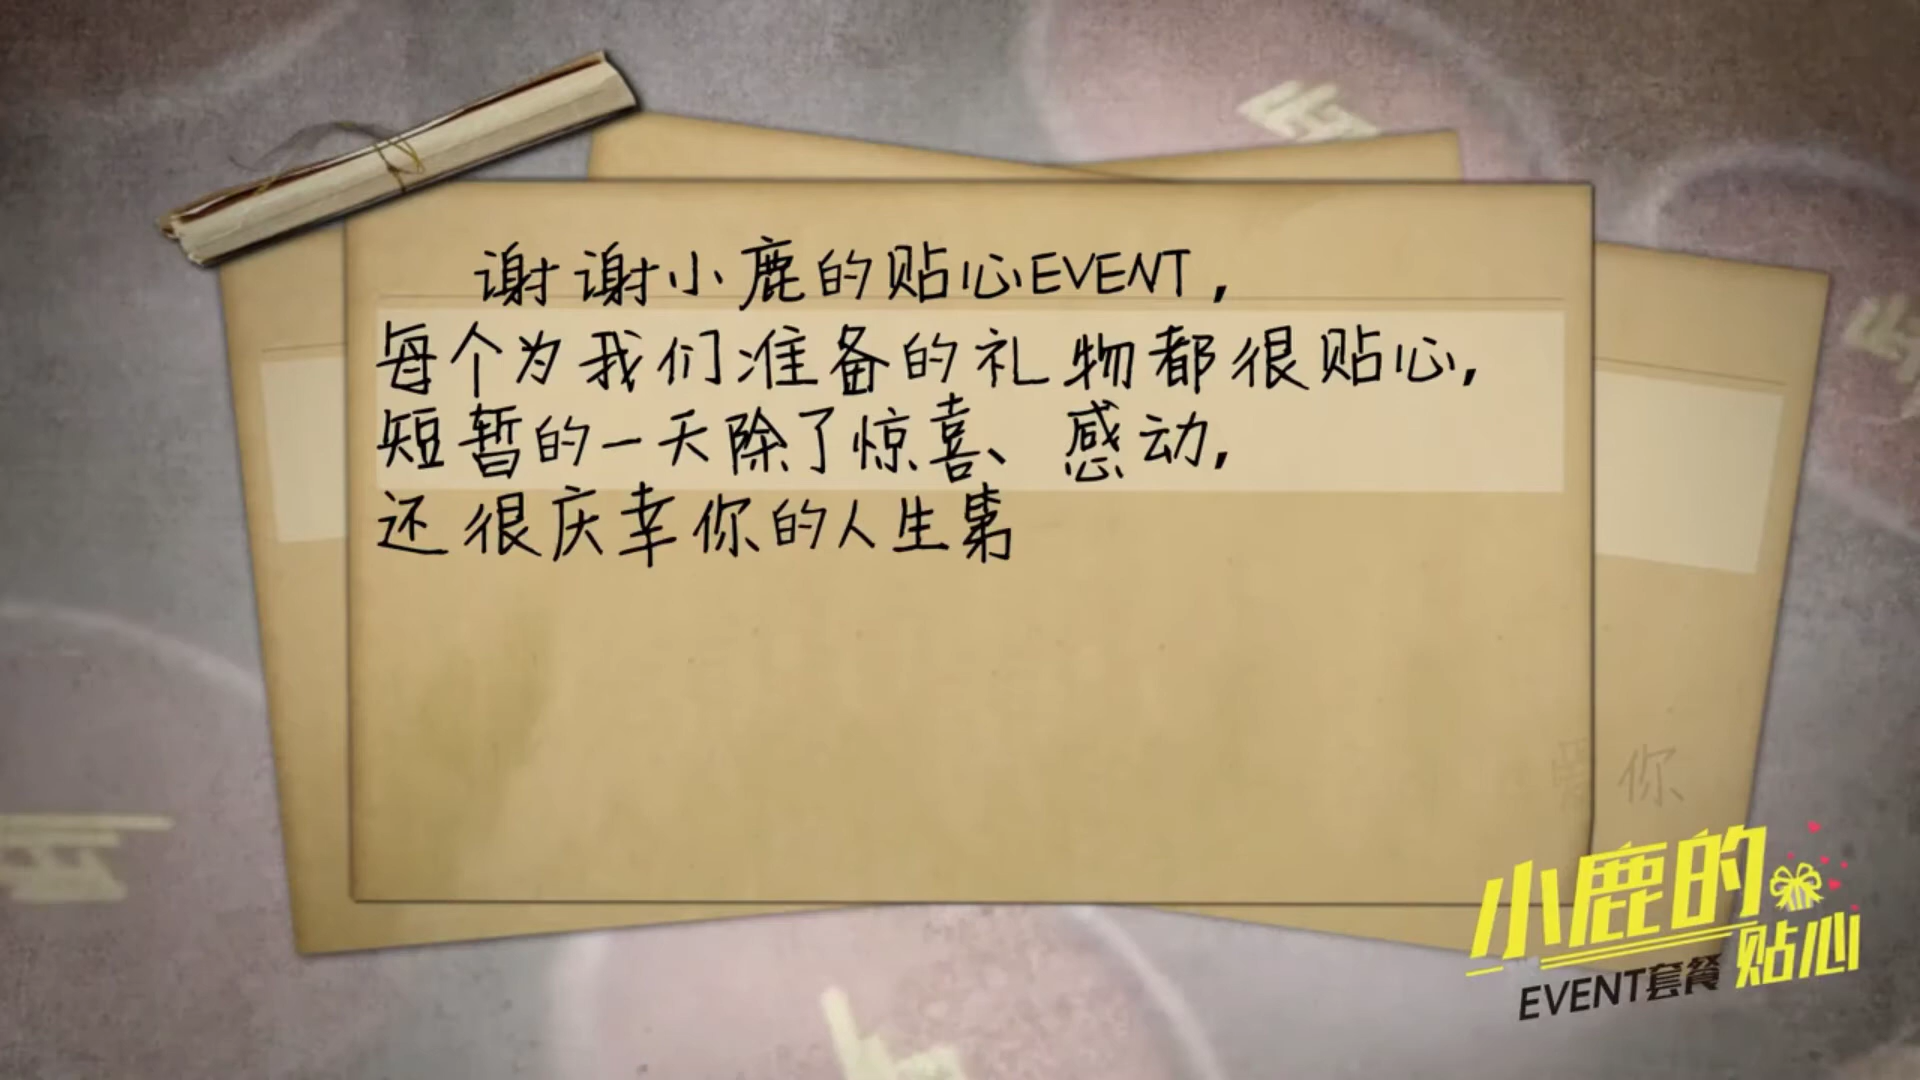 谢谢小鹿的贴心EVENT,
每个为我们准备的礼物都很贴心,
短暂的一天除了惊喜、感动,
还很庆幸你的人生第
爱你
小鹿的
贴心
EVENT套餐